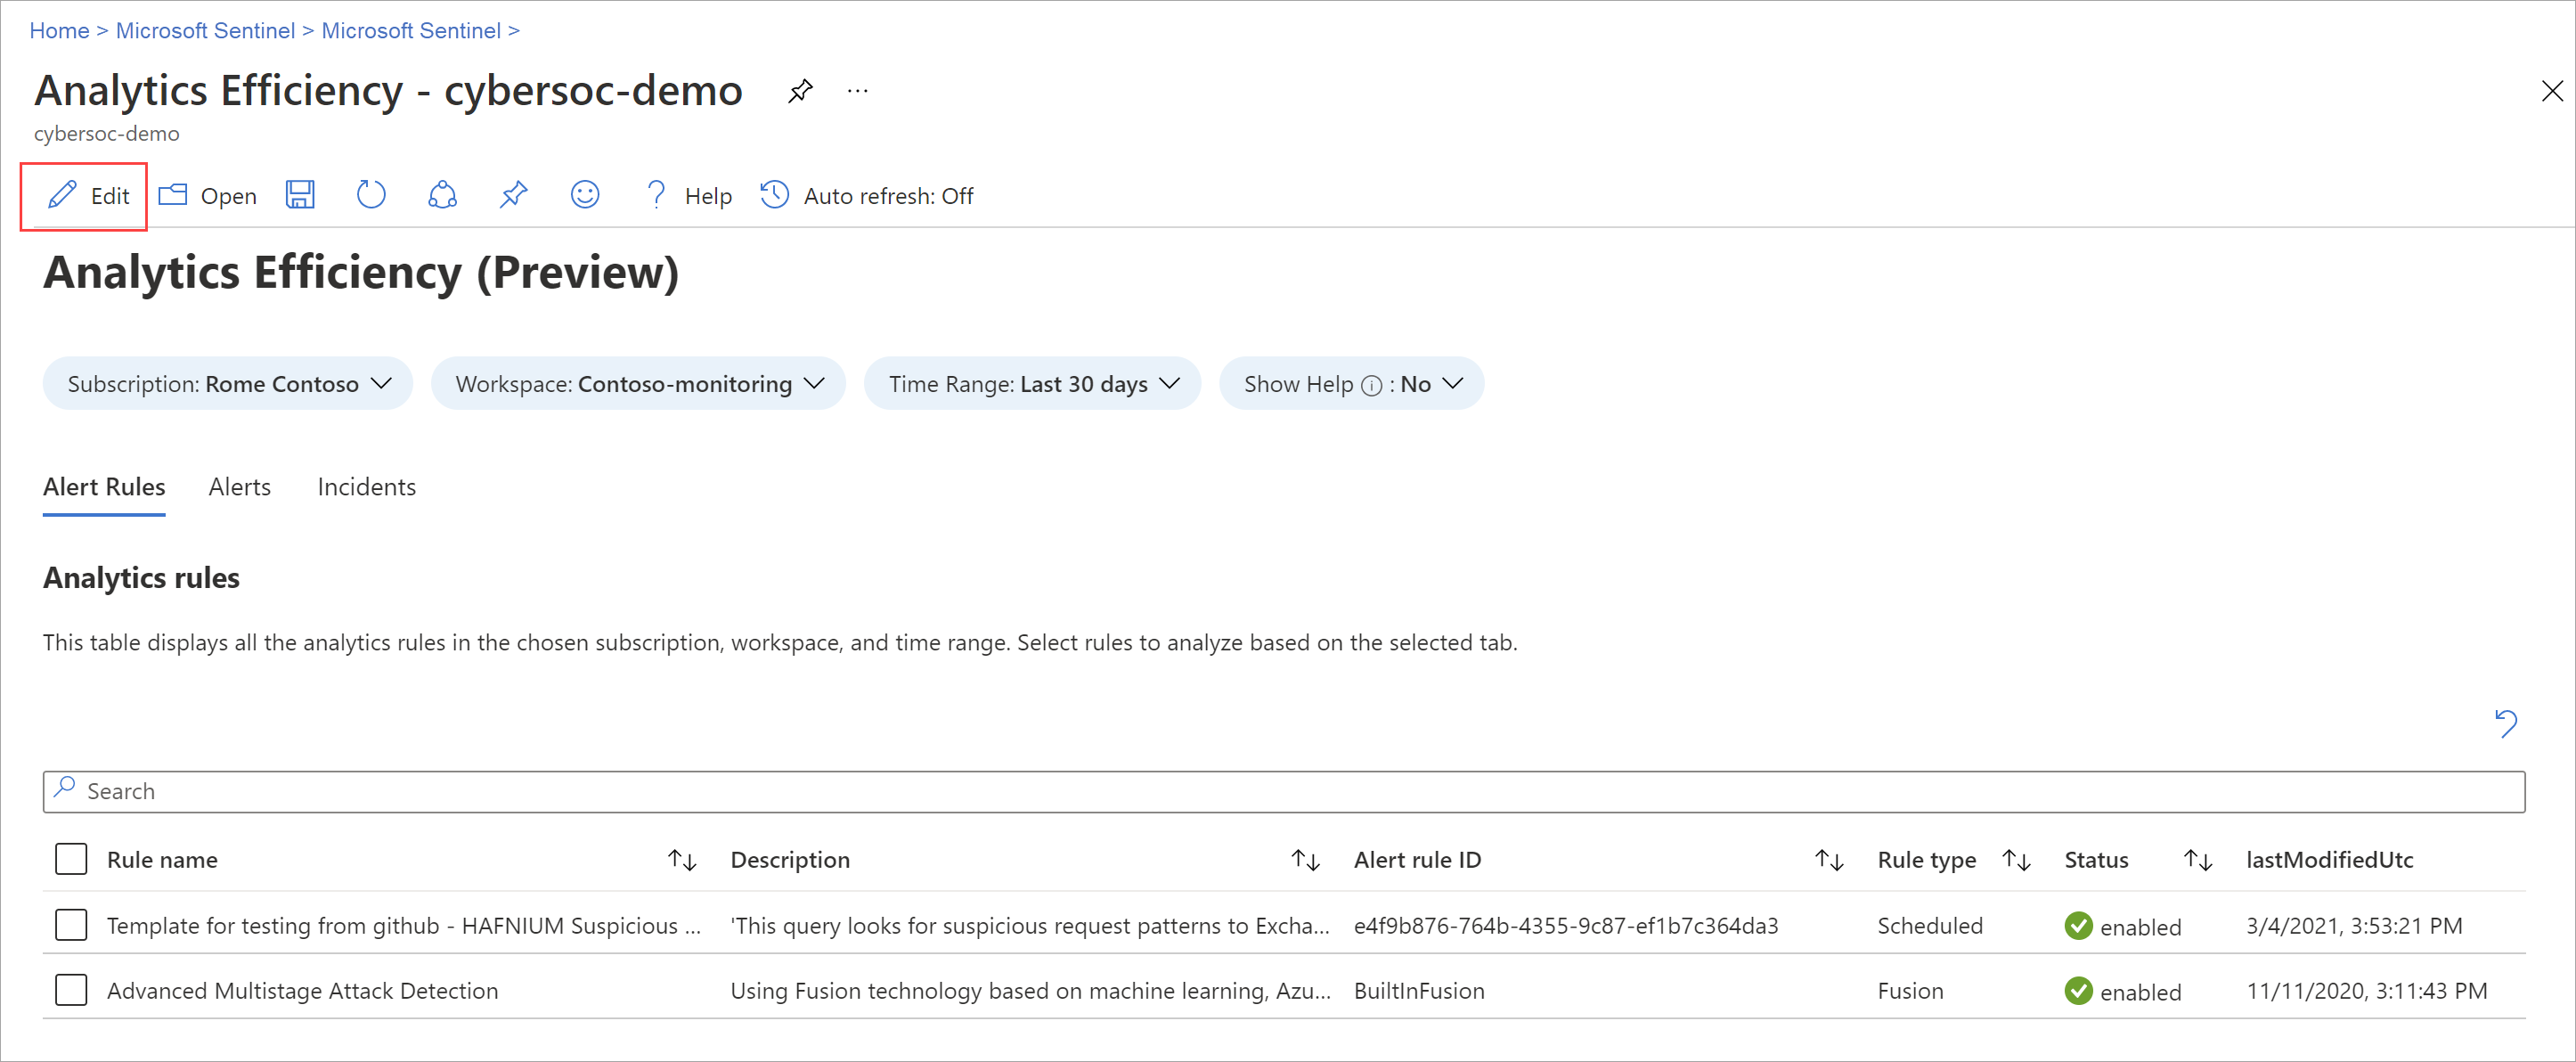 Home > Microsoft Sentinel > Microsoft Sentinel >
Analytics Efficiency - cybersoc-demo ...
cybersoc-demo
Edit Open Help Auto refresh: Off
Analytics Efficiency (Preview)
Subscription: Rome Contoso Workspace: Contoso-monitoring Time Range: Last 30 days Show Help : No
Alert Rules Alerts Incidents
Analytics rules
This table displays all the analytics rules in the chosen subscription, workspace, and time range. Select rules to analyze based on the selected tab.
Search
Rule name Description Alert rule ID Rule type Status lastModifiedUtc
Template for testing from github - HAFNIUM Suspicious ... 'This query looks for suspicious request patterns to Excha... e4f9b876-764b-4355-9c87-ef1b7c364da3 Scheduled enabled 3/4/2021, 3:53:21 PM
Advanced Multistage Attack Detection Using Fusion technology based on machine learning, Azu... BuiltInFusion Fusion enabled 11/11/2020, 3:11:43 PM